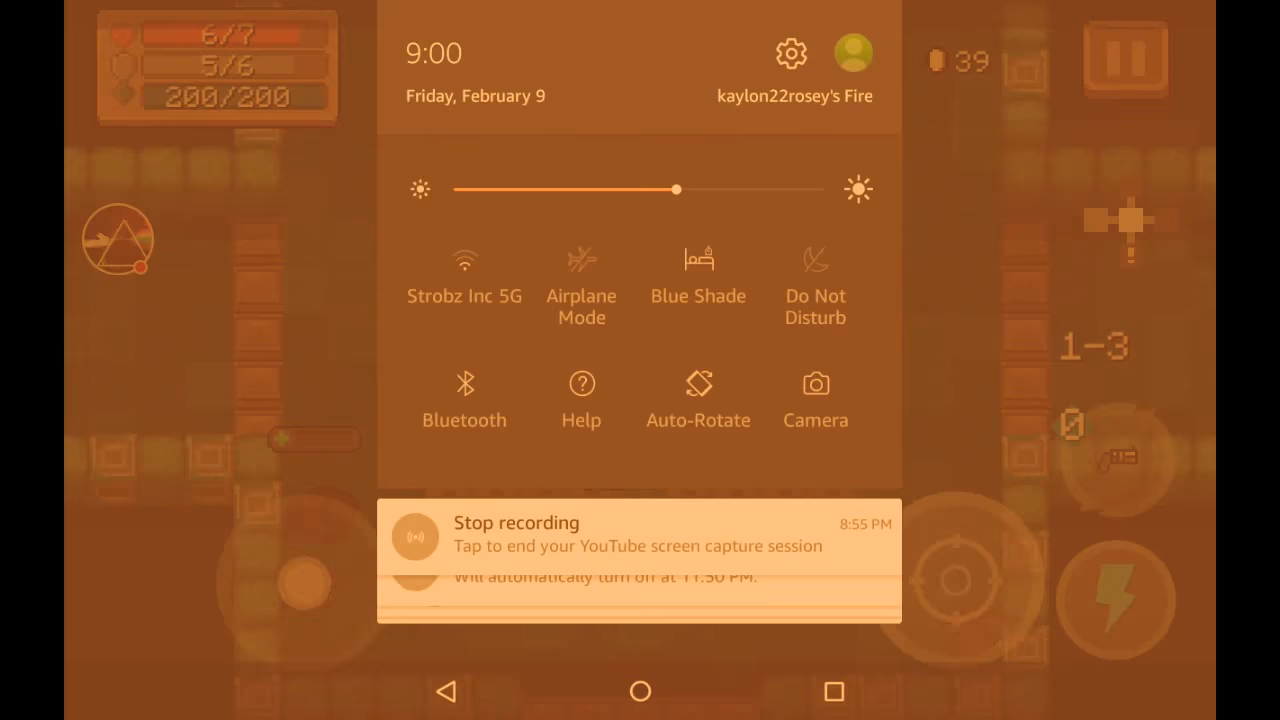 6/7
5/6
200/200
9:00
39
Friday, February 9
kaylon22rosey's Fire
Strobz Inc 5G
Airplane
Mode
Blue Shade
Do Not
Disturb
1-3
Bluetooth
Help
Auto-Rotate
Camera
0
Stop recording
8:55 PM
Tap to end your YouTube screen capture session
Will automatically turn off at 11:50 PM.